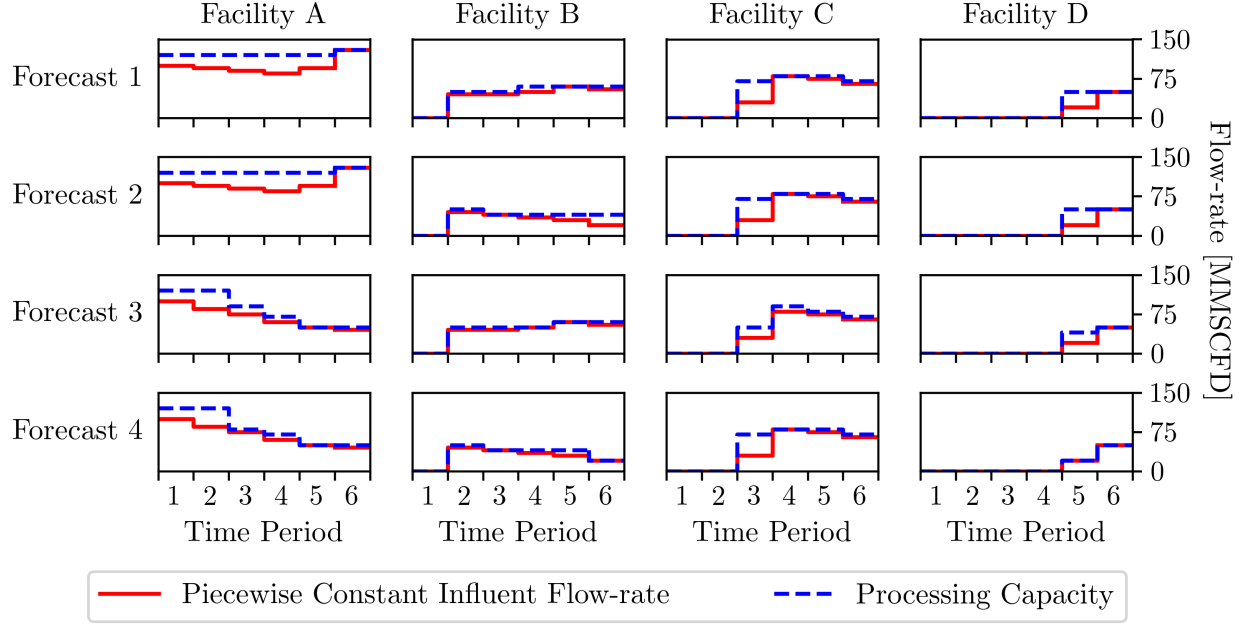 Facility A Facility B Facility C Facility D
Forecast 1
150
75
0
Forecast 2
150
75
0
Forecast 3
150
75
0
Forecast 4
150
75
0
Flow-rate [MMSCFD]
1 2 3 4 5 6 1 2 3 4 5 6 1 2 3 4 5 6 1 2 3 4 5 6
Time Period Time Period Time Period Time Period
Piecewise Constant Influent Flow-rate Processing Capacity